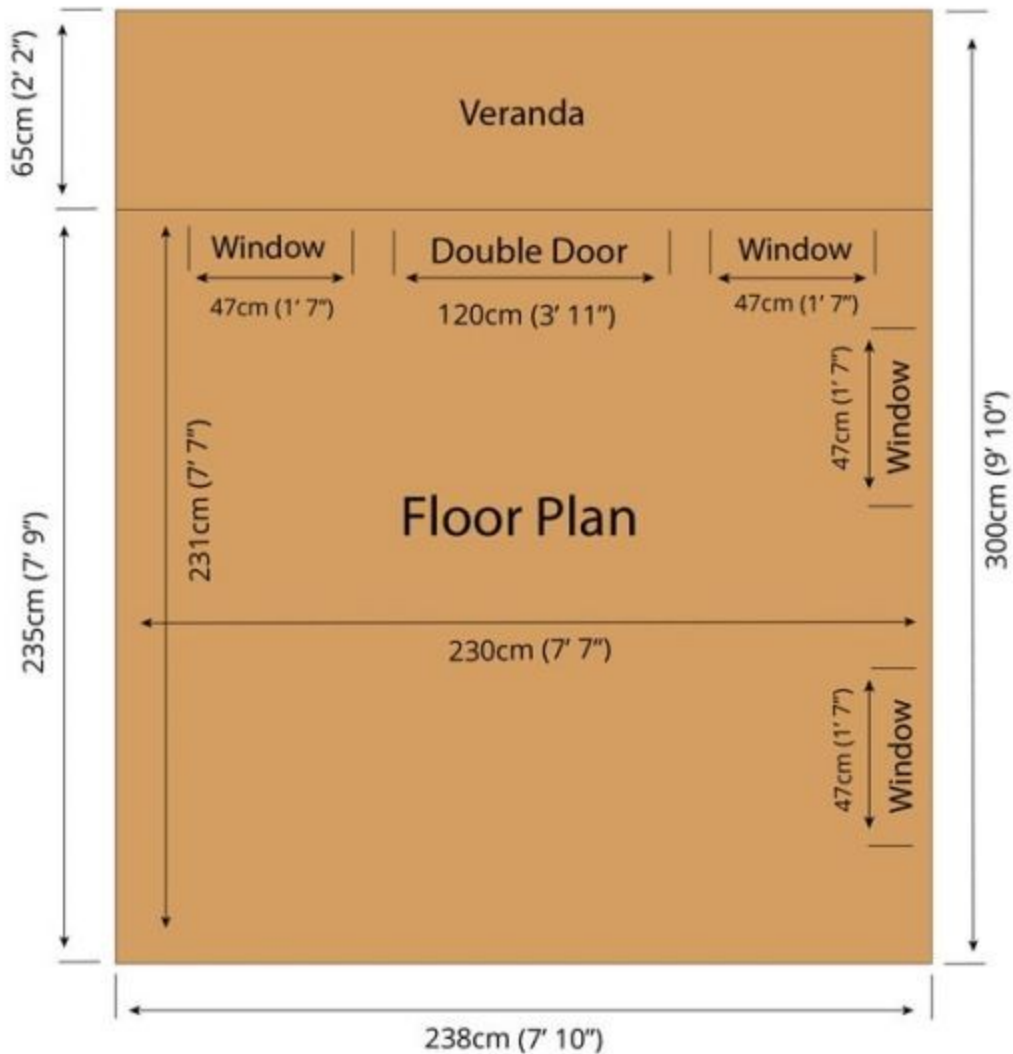 65cm (2′ 2″)
Veranda
Window
Double Door
Window
47cm (1′ 7″)
120cm (3′ 11″)
47cm (1′ 7″)
47cm (1′ 7″)
Window
231cm (7′ 7″)
Floor Plan
300cm (9′ 10″)
235cm (7′ 9″)
230cm (7′ 7″)
47cm (1′ 7″)
Window
238cm (7′ 10″)